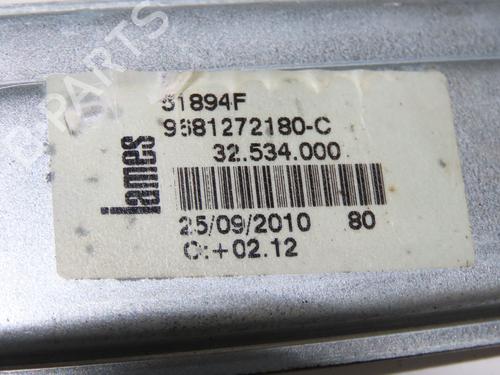 51894F
9681272180-C
32.534.000
lames
25/09/2010 80
C:+02.12
B-PARTS